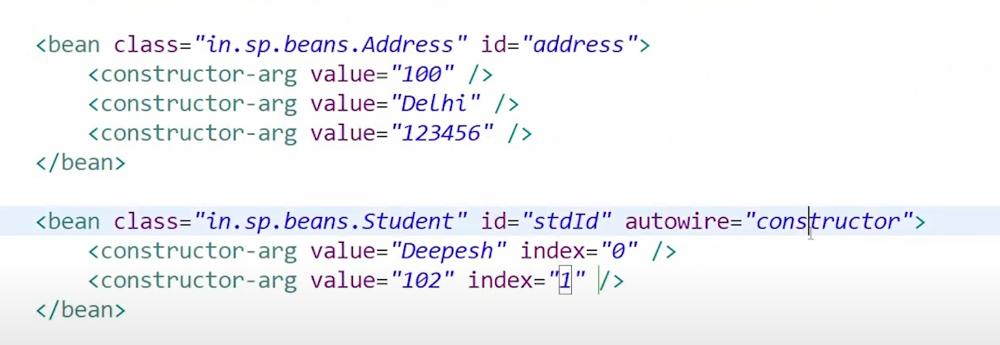 <bean class="in.sp.beans.Address" id="address">
    <constructor-arg value="100" />
    <constructor-arg value="Delhi" />
    <constructor-arg value="123456" />
</bean>
<bean class="in.sp.beans.Student" id="stdId" autowire="constructor">
    <constructor-arg value="Deepesh" index="0" />
    <constructor-arg value="102" index="1" />
</bean>